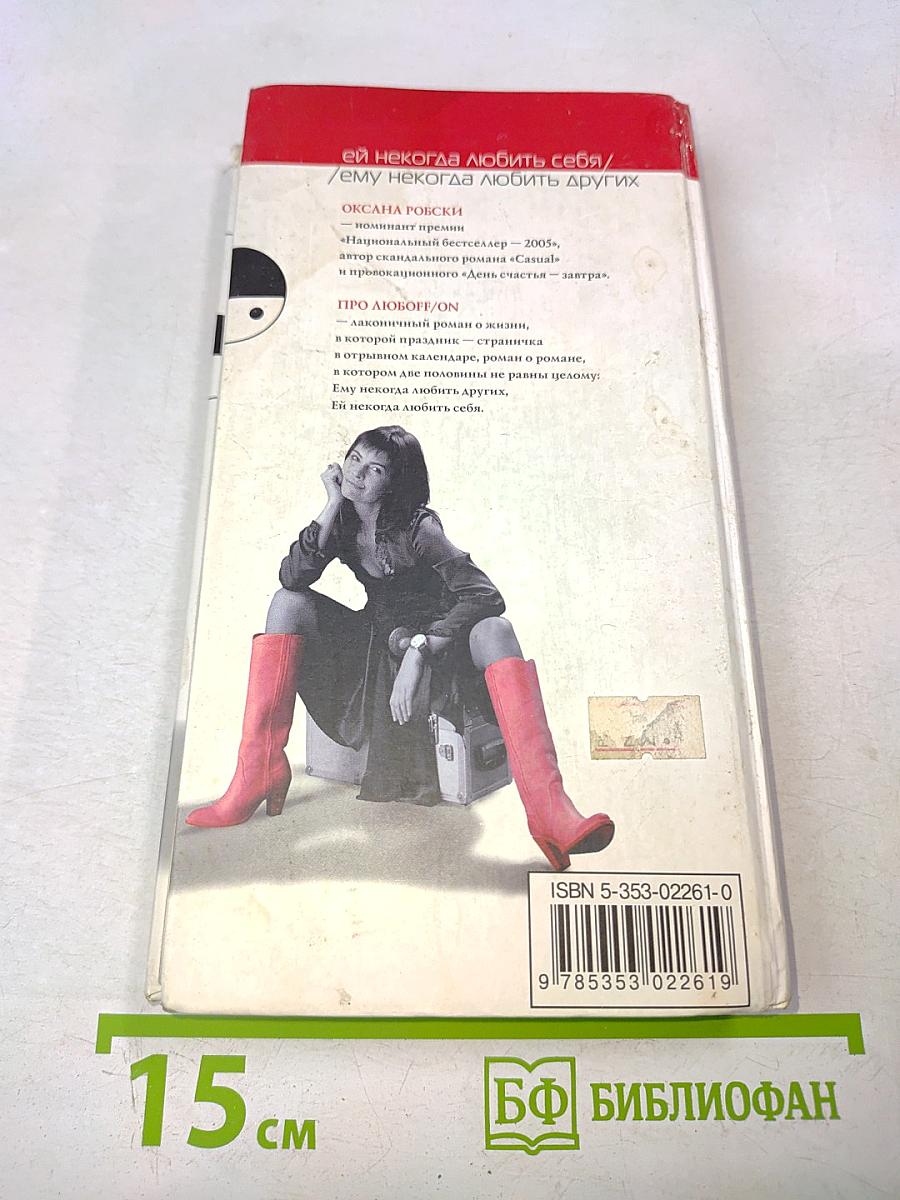 ей некогда любить себя/
/ему некогда любить других
ОКСАНА РОБСКИ
— номинант премии
«Национальный бестселлер — 2005»,
автор скандального романа «Casual»
и провокационного «День счастья — завтра».
ПРО ЛЮБOFF/ON
— лаконичный роман о жизни,
в которой праздник — страничка
в отрывном календаре, роман о романе,
в котором две половины не равны целому:
Ему некогда любить других,
Ей некогда любить себя.
ISBN 5-353-02261-0
9 785353 022619
15 см
БФ БИБЛИОФАН